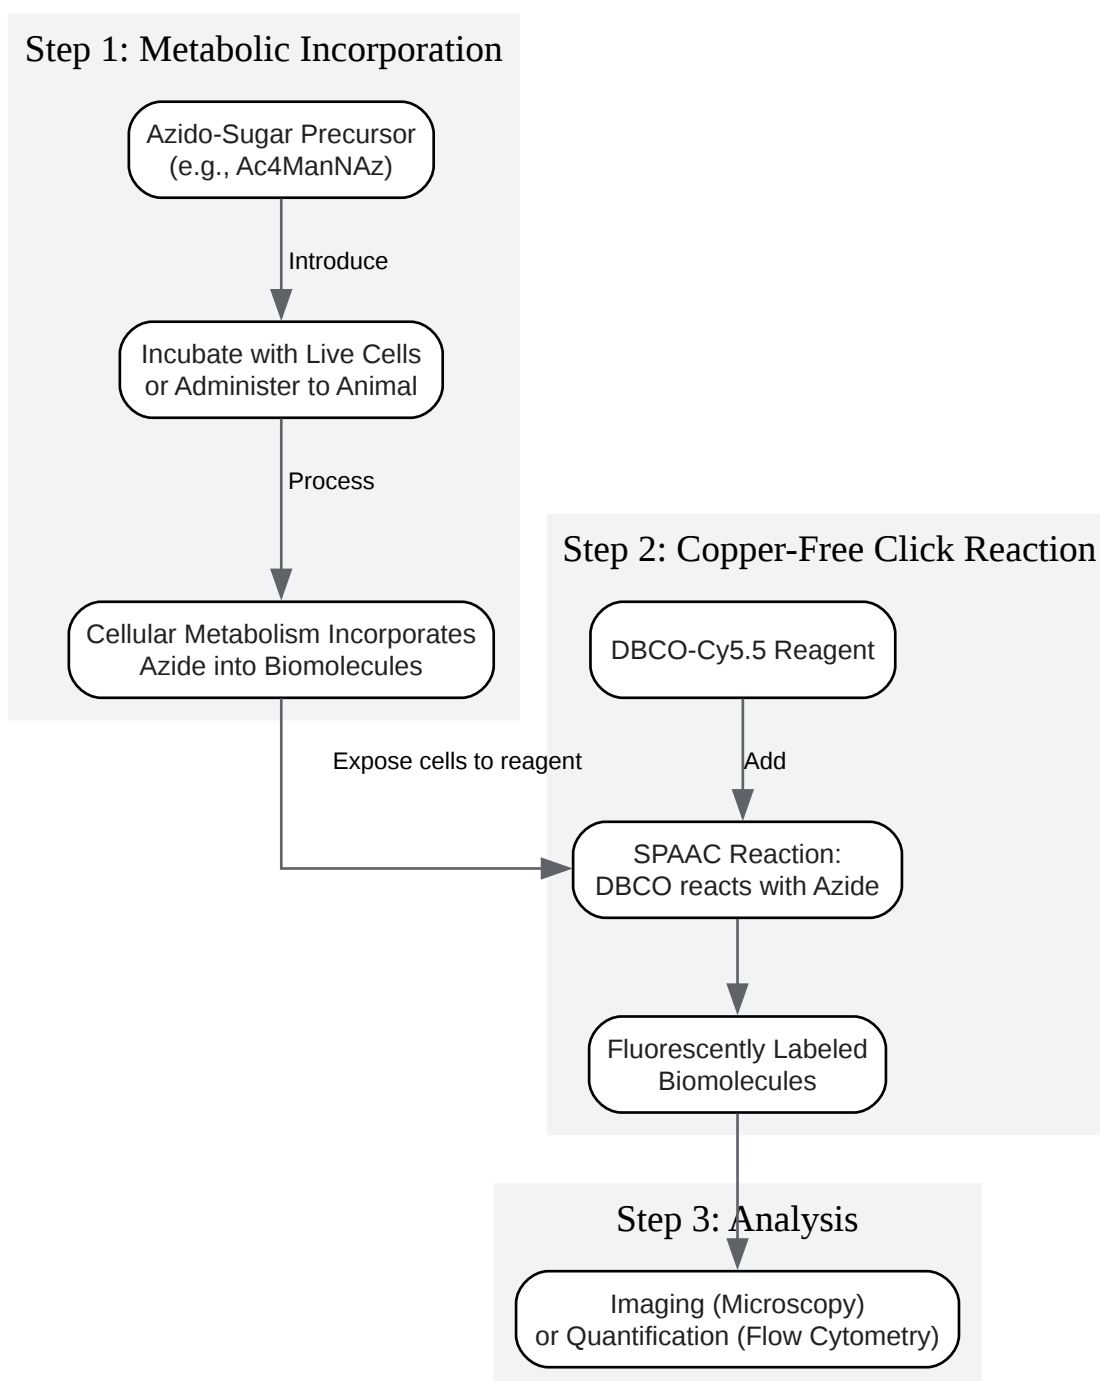 Step 1: Metabolic Incorporation
Azido-Sugar Precursor
(e.g., Ac4ManNAz)
Introduce
Incubate with Live Cells
or Administer to Animal
Process
Cellular Metabolism Incorporates
Azide into Biomolecules
Expose cells to reagent
Step 2: Copper-Free Click Reaction
DBCO-Cy5.5 Reagent
Add
SPAAC Reaction:
DBCO reacts with Azide
Fluorescently Labeled
Biomolecules
Step 3: Analysis
Imaging (Microscopy)
or Quantification (Flow Cytometry)